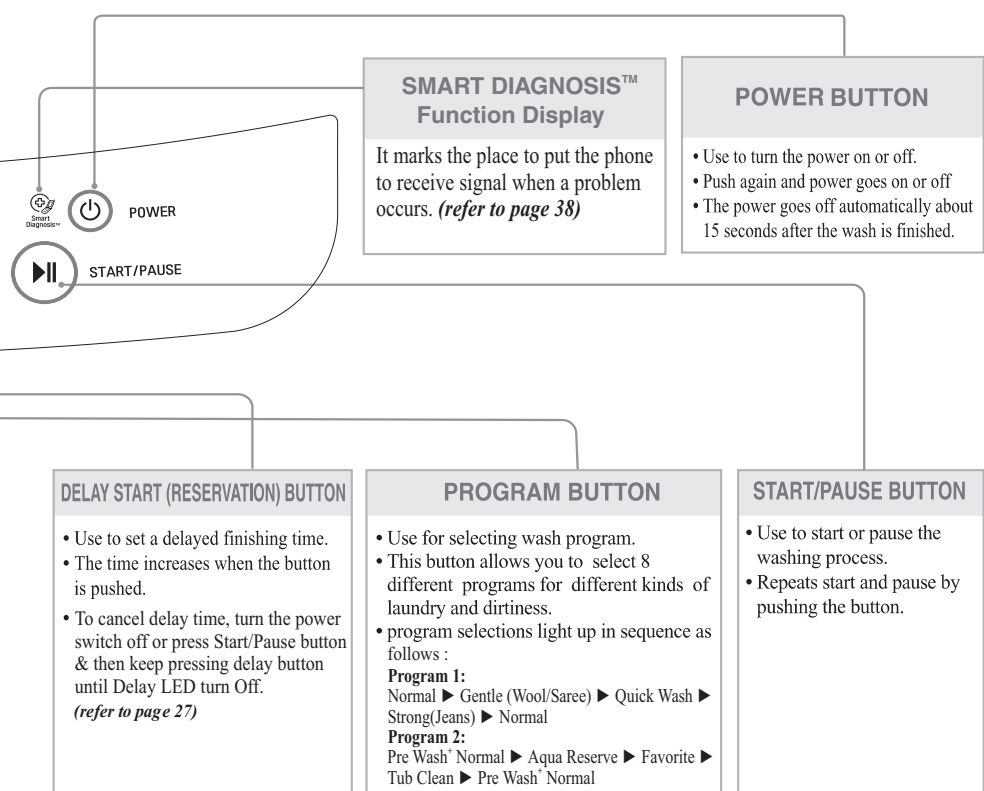 SMART DIAGNOSIS™
Function Display
It marks the place to put the phone
to receive signal when a problem
occurs. (refer to page 38)
POWER BUTTON
• Use to turn the power on or off.
• Push again and power goes on or off
• The power goes off automatically about
15 seconds after the wash is finished.
Smart
Diagnosis™
POWER
START/PAUSE
DELAY START (RESERVATION) BUTTON
• Use to set a delayed finishing time.
• The time increases when the button
is pushed.
• To cancel delay time, turn the power
switch off or press Start/Pause button
& then keep pressing delay button
until Delay LED turn Off.
(refer to page 27)
PROGRAM BUTTON
• Use for selecting wash program.
• This button allows you to select 8
different programs for different kinds of
laundry and dirtiness.
• program selections light up in sequence as
follows :
Program 1:
Normal ▶ Gentle (Wool/Saree) ▶ Quick Wash ▶
Strong(Jeans) ▶ Normal
Program 2:
Pre Wash⁺ Normal ▶ Aqua Reserve ▶ Favorite ▶
Tub Clean ▶ Pre Wash⁺ Normal
START/PAUSE BUTTON
• Use to start or pause the
washing process.
• Repeats start and pause by
pushing the button.